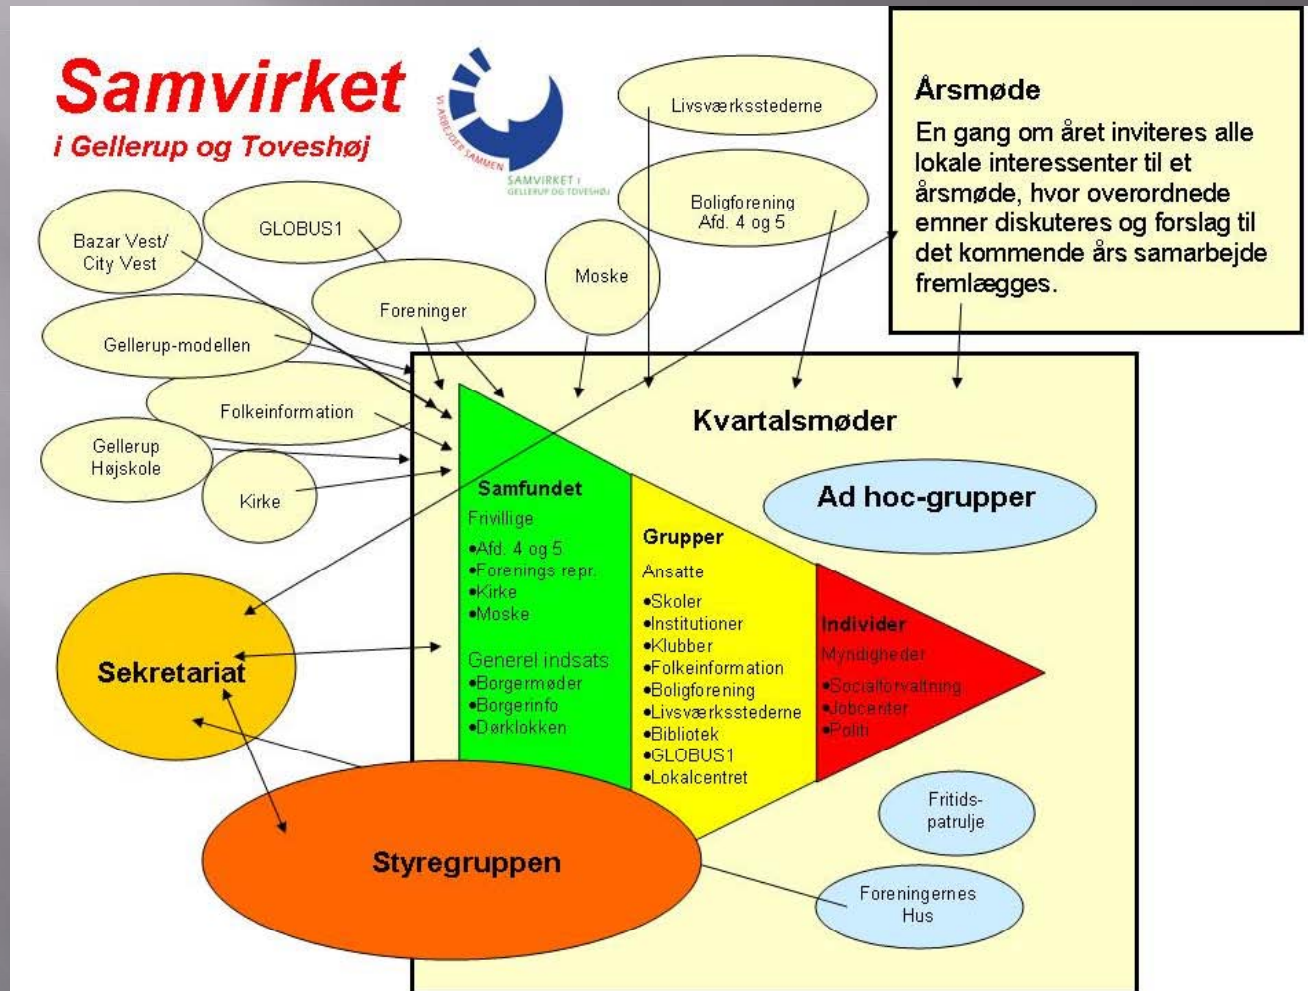 Samvirket
i Gellerup og Toveshøj
VI ARBEJDER SAMMEN
SAMVIRKET I
GELLERUP OG TOVESHØJ
Livsværksstederne
Boligforening
Afd. 4 og 5
Årsmøde
En gang om året inviteres alle
lokale interessenter til et
årsmøde, hvor overordnede
emner diskuteres og forslag til
det kommende års samarbejde
fremlægges.
Bazar Vest/
City Vest
GLOBUS1
Foreninger
Moske
Gellerup-modellen
Folkeinformation
Gellerup
Højskole
Kirke
Kvartalsmøder
Ad hoc-grupper
Samfundet
Frivillige
•Afd. 4 og 5
•Forenings repr.
•Kirke
•Moske
Generel indsats
•Borgermøder
•Borgerinfo
•Dørklokken
Grupper
Ansatte
•Skoler
•Institutioner
•Klubber
•Folkeinformation
•Boligforening
•Livsværksstederne
•Bibliotek
•GLOBUS1
•Lokalcentret
Individer
Myndigheder
•Socialforvaltning
•Jobcenter
•Politi
Sekretariat
Styregruppen
Fritids-
patrulje
Foreningernes
Hus